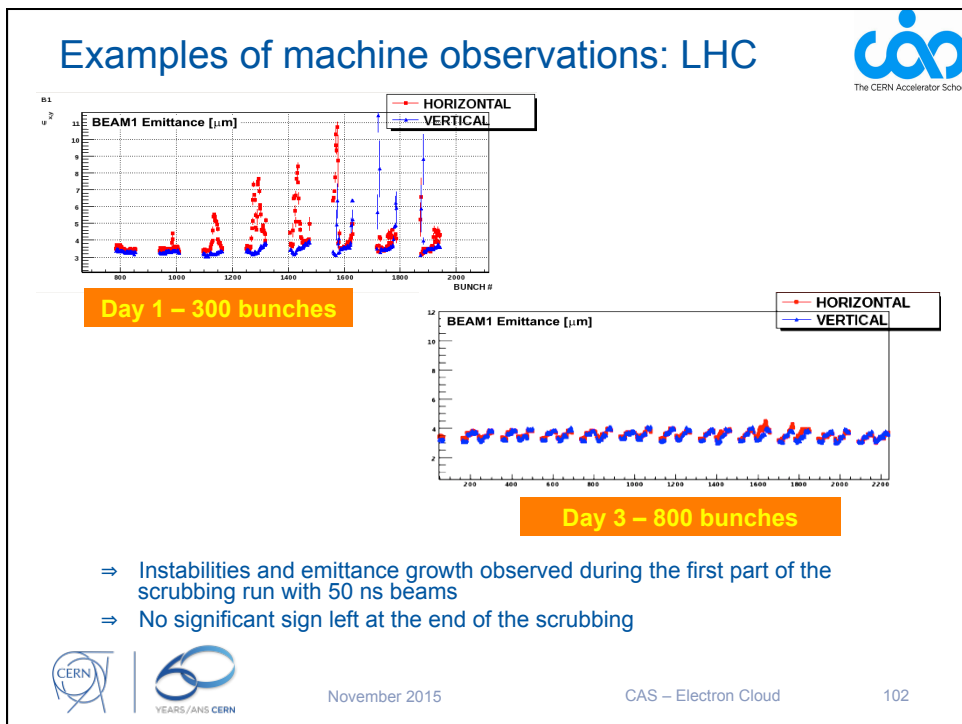 Examples of machine observations: LHC
The CERN Accelerator School
B1
HORIZONTAL
VERTICAL
BEAM1 Emittance [μm]
11
10
9
8
7
6
5
4
3
800 1000 1200 1400 1600 1800 2000
BUNCH #
Day 1 – 300 bunches
HORIZONTAL
VERTICAL
BEAM1 Emittance [μm]
12
10
8
6
4
2
200 400 600 800 1000 1200 1400 1600 1800 2000 2200
Day 3 – 800 bunches
⇒ Instabilities and emittance growth observed during the first part of the
scrubbing run with 50 ns beams
⇒ No significant sign left at the end of the scrubbing
CERN
60
YEARS/ANS CERN
November 2015
CAS – Electron Cloud
102